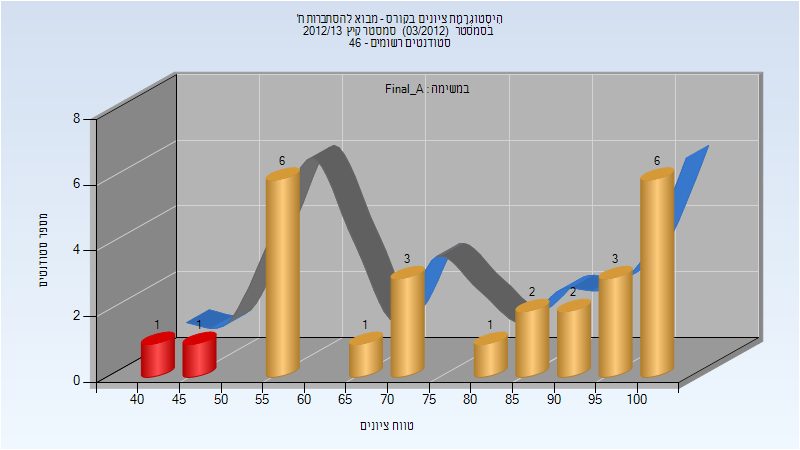 היסטוגרמת ציונים בקורס - מבוא להסתברות ח'
בסמסטר (03/2012) סמסטר קיץ 2012/13
סטודנטים רשומים - 46
במשימה : Final_A
מספר סטודנטים
8
6
4
2
0
1
1
6
1
3
1
2
2
3
6
40 45 50 55 60 65 70 75 80 85 90 95 100
טווח ציונים